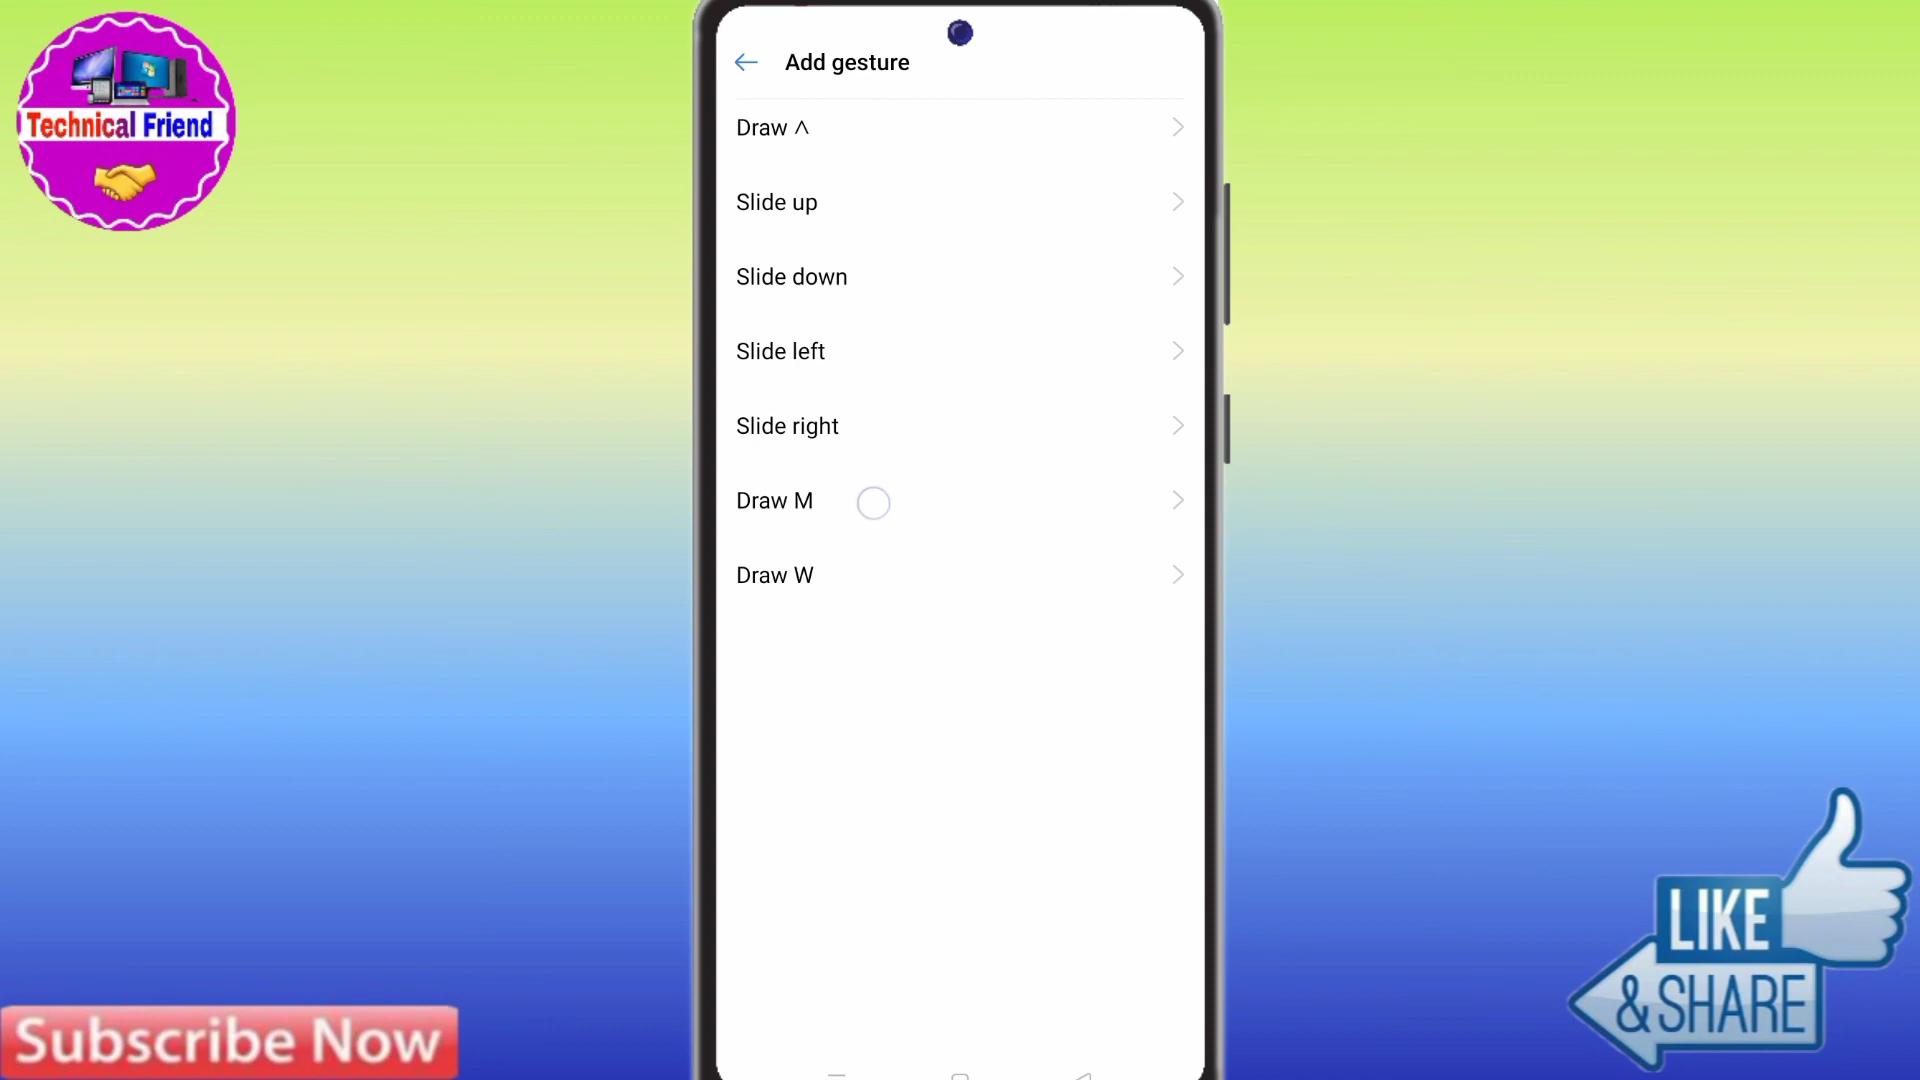 Technical Friend
Add gesture
Draw ^
Slide up
Slide down
Slide left
Slide right
Draw M
Draw W
LIKE
& SHARE
Subscribe Now